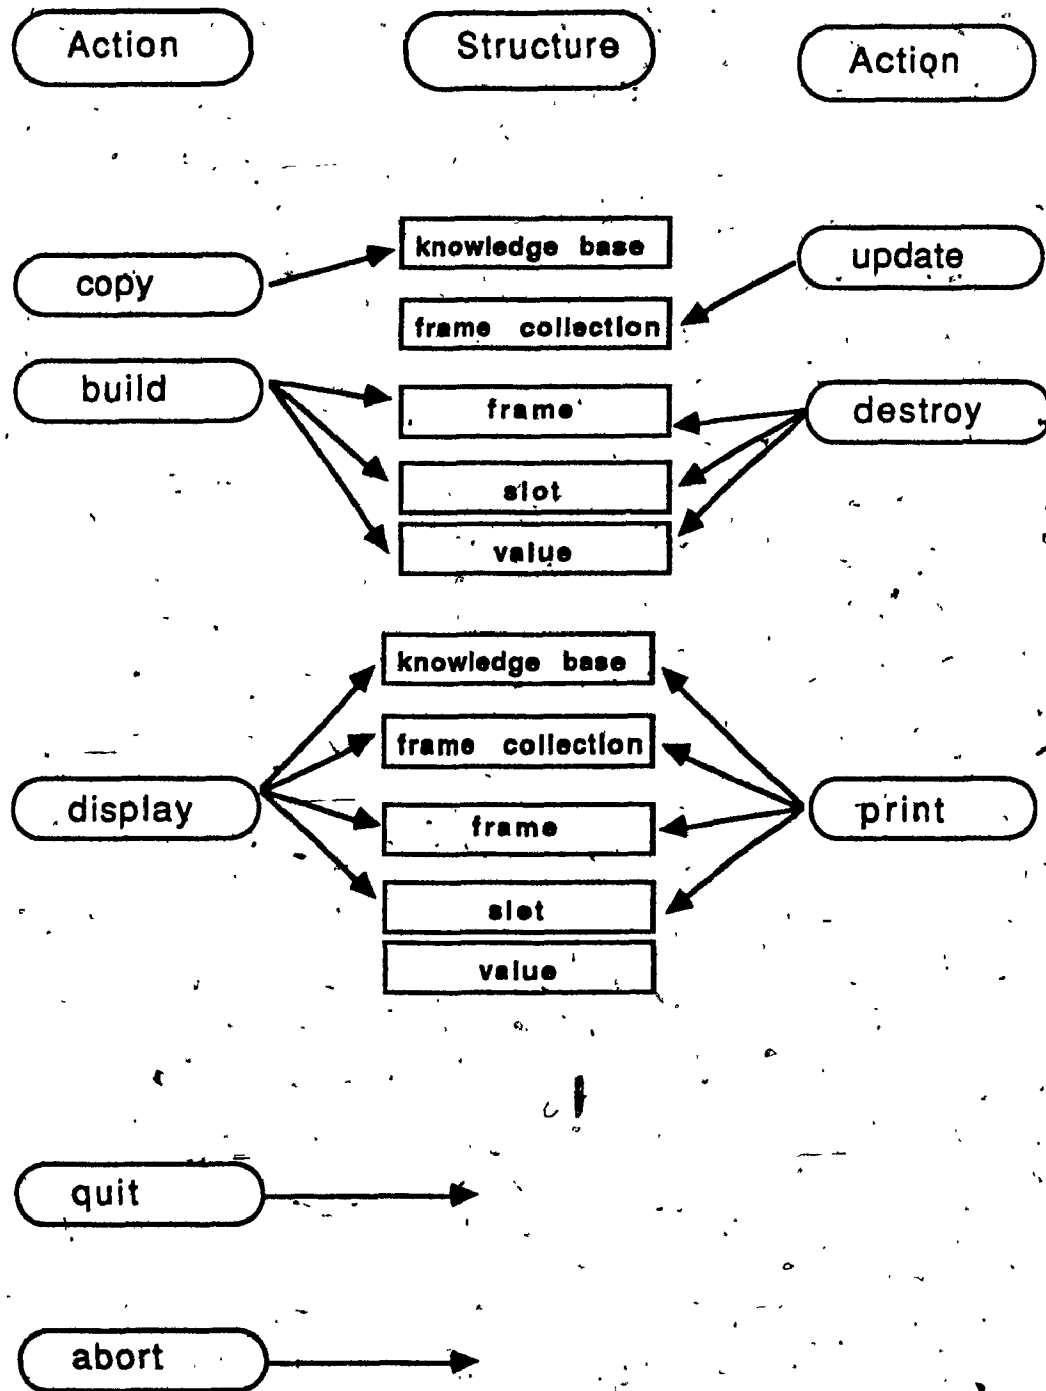 Action
Structure
Action
copy
knowledge base
update
frame collection
build
frame
destroy
slot
value
knowledge base
frame collection
display
frame
print
slot
value
quit
abort